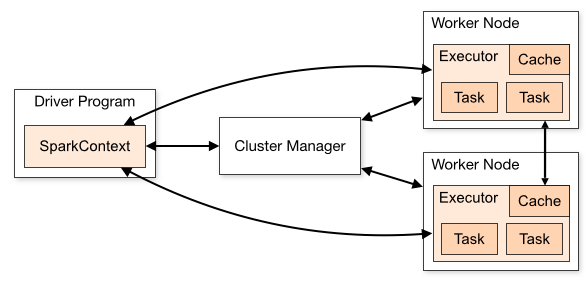 Driver Program
SparkContext
Cluster Manager
Worker Node
Executor
Cache
Task
Task
Worker Node
Executor
Cache
Task
Task